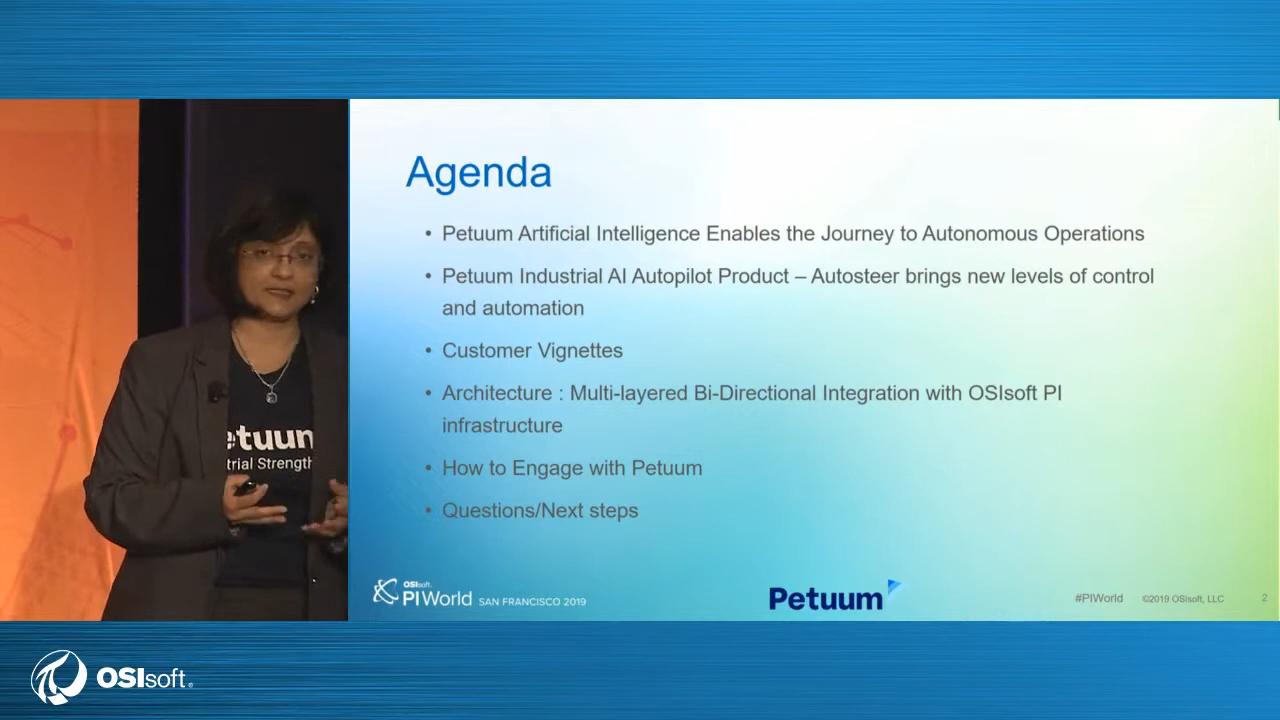 Agenda
• Petuum Artificial Intelligence Enables the Journey to Autonomous Operations
• Petuum Industrial AI Autopilot Product – Autosteer brings new levels of control
and automation
• Customer Vignettes
• Architecture : Multi-layered Bi-Directional Integration with OSIsoft PI
infrastructure
• How to Engage with Petuum
• Questions/Next steps
etuum
trial Strength
OSIsoft.
PIWorld SAN FRANCISCO 2019
Petuum
#PIWorld ©2019 OSIsoft, LLC 2
OSIsoft.